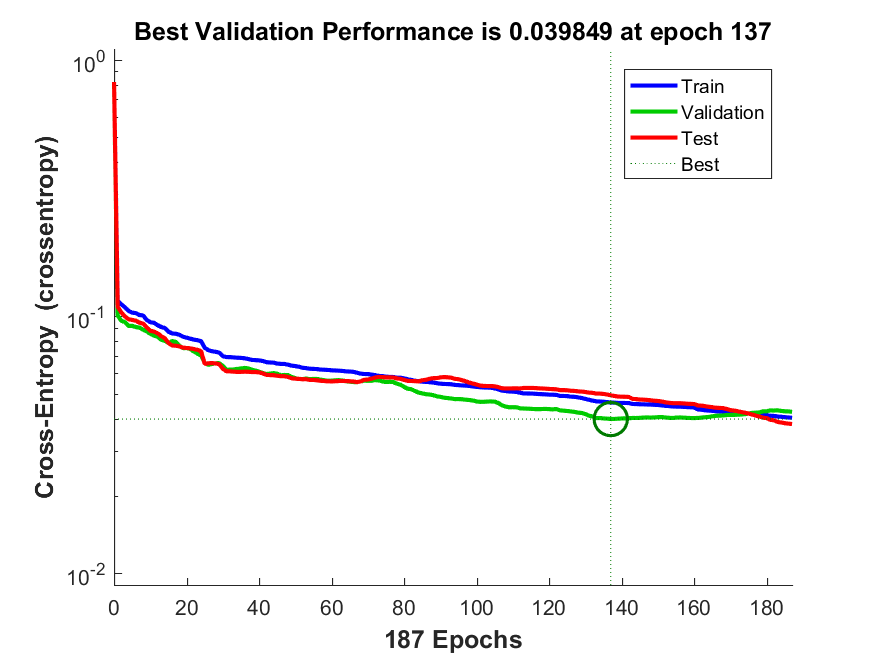 Best Validation Performance is 0.039849 at epoch 137
Train
Validation
Test
Best
Cross-Entropy (crossentropy)
10^0
10^-1
10^-2
0 20 40 60 80 100 120 140 160 180
187 Epochs